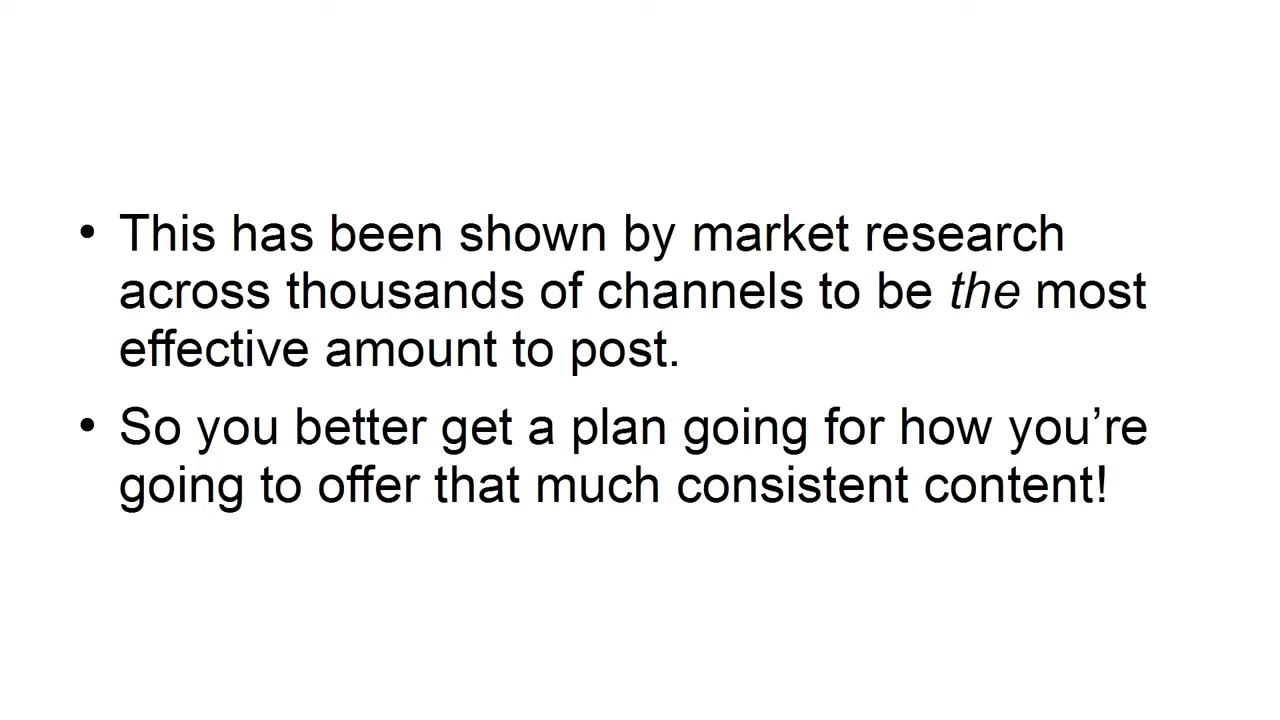 • This has been shown by market research
across thousands of channels to be the most
effective amount to post.
• So you better get a plan going for how you’re
going to offer that much consistent content!